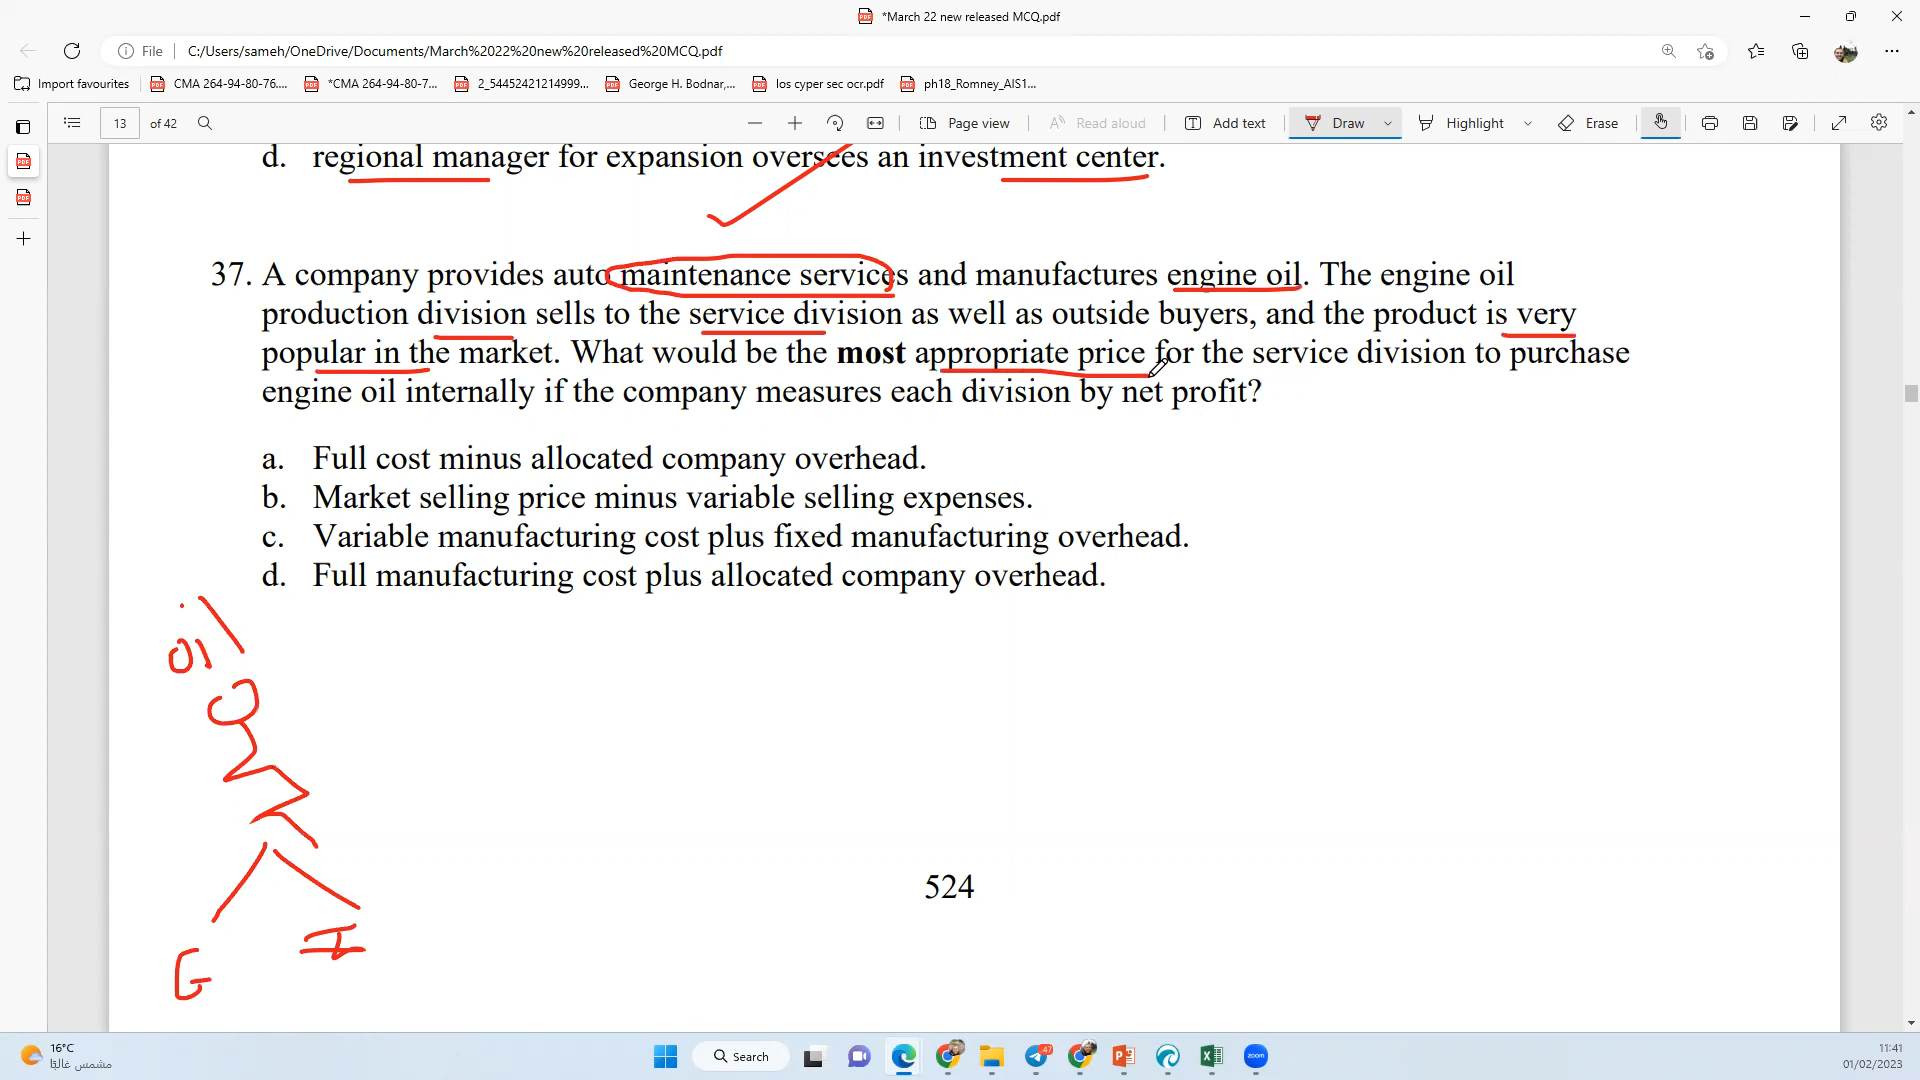 *March 22 new released MCQ.pdf
File
C:/Users/sameh/OneDrive/Documents/March%2022%20new%20released%20MCQ.pdf
Import favourites
CMA 264-94-80-76....
*CMA 264-94-80-7...
2_54452421214999...
George H. Bodnar,...
los cyper sec ocr.pdf
ph18_Romney_AIS1...
13 of 42
Page view
Read aloud
Add text
Draw
Highlight
Erase
d. regional manager for expansion oversees an investment center.
37. A company provides auto maintenance services and manufactures engine oil. The engine oil
production division sells to the service division as well as outside buyers, and the product is very
popular in the market. What would be the most appropriate price for the service division to purchase
engine oil internally if the company measures each division by net profit?
a. Full cost minus allocated company overhead.
b. Market selling price minus variable selling expenses.
c. Variable manufacturing cost plus fixed manufacturing overhead.
d. Full manufacturing cost plus allocated company overhead.
oil
E
I
524
16°C
مشمس غالبًا
Search
47
zoom
11:41
01/02/2023